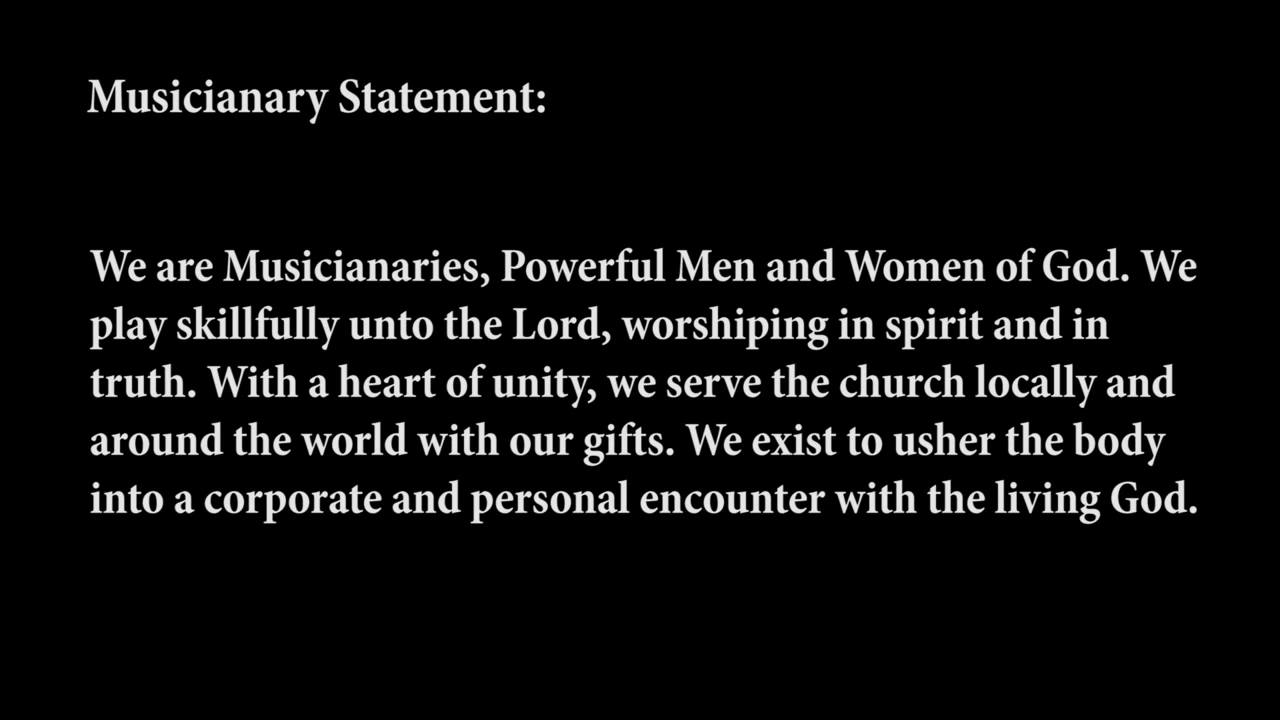 Musicianary Statement:
We are Musicianaries, Powerful Men and Women of God. We
play skillfully unto the Lord, worshiping in spirit and in
truth. With a heart of unity, we serve the church locally and
around the world with our gifts. We exist to usher the body
into a corporate and personal encounter with the living God.